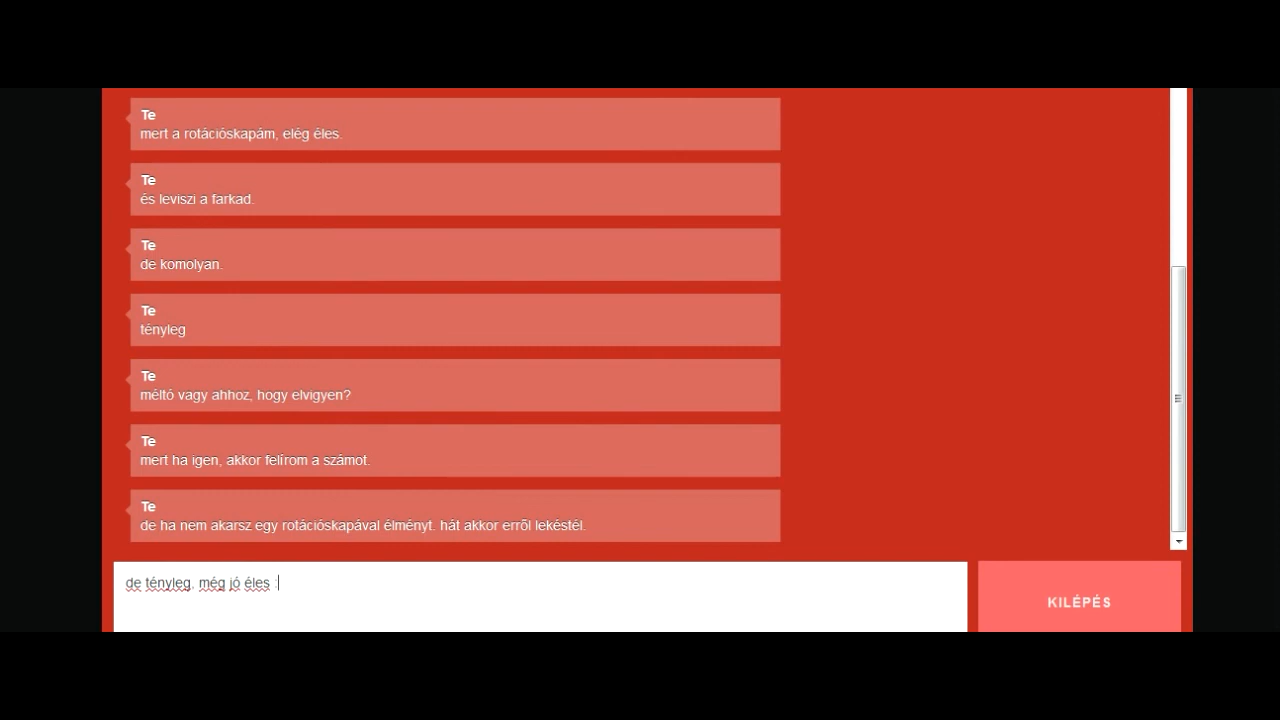 Te
mert a rotációskapám, elég éles.
Te
és leviszi a farkad.
Te
de komolyan.
Te
tényleg
Te
méltó vagy ahhoz, hogy elvigyen?
Te
mert ha igen, akkor felírom a számot.
Te
de ha nem akarsz egy rotációskapával élményt. hát akkor erről lekéstél.
de tényleg, még jó éles :
KILÉPÉS